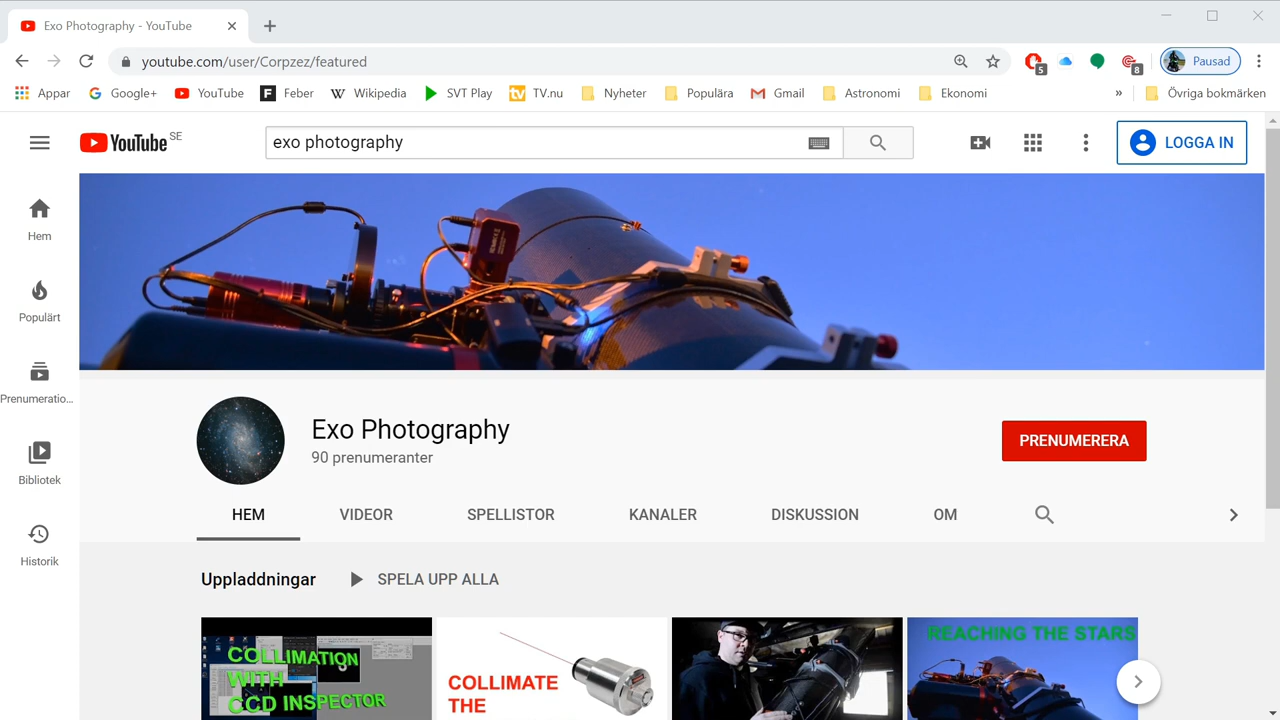 Exo Photography - YouTube
youtube.com/user/Corpzez/featured
5
8
Pausad
Appar
Google+
YouTube
Feber
Wikipedia
SVT Play
TV.nu
Nyheter
Populära
Gmail
Astronomi
Ekonomi
»
Övriga bokmärken
YouTube SE
exo photography
LOGGA IN
Hem
Populärt
Prenumeratio...
Bibliotek
Historik
Exo Photography
90 prenumeranter
PRENUMERERA
HEM
VIDEOR
SPELLISTOR
KANALER
DISKUSSION
OM
Uppladdningar
SPELA UPP ALLA
COLLIMATION
WITH
CCD INSPECTOR
COLLIMATE
THE
REACHING THE STARS